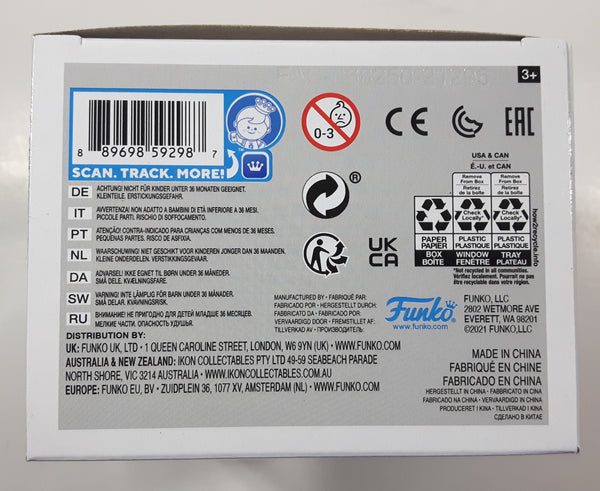 3+
8 89698 59298 7
SCAN. TRACK. MORE!
0-3
CE
EAC
USA & CAN
É.-U. et CAN
Remove From Box
Retirez de la boîte
Check Locally*
Remove From Box
Retirez de la boîte
Check Locally*
PAPER
PAPIER
BOX
BOÎTE
PLASTIC
PLASTIQUE
WINDOW
FENÊTRE
PLASTIC
PLASTIQUE
TRAY
PLATEAU
*Not recycled in all communities.
Vérifiez localement. Pourrait ne pas
être recyclable dans votre région.
how2recycle.info
®
UK
CA
DE ACHTUNG! NICHT FÜR KINDER UNTER 36 MONATEN GEEIGNET.
KLEINTEILE. ERSTICKUNGSGEFAHR.
IT AVVERTENZA! NON ADATTO A BAMBINI DI ETÀ INFERIORE A 36 MESI.
PICCOLE PARTI. RISCHIO DI SOFFOCAMENTO.
PT ATENÇÃO! CONTRA-INDICADO PARA CRIANÇAS COM MENOS DE 36 MESES.
PEQUENAS PARTES. RISCO DE ASFIXIA.
NL WAARSCHUWING! NIET GESCHIKT VOOR KINDEREN JONGER DAN 36 MAANDEN.
KLEINE ONDERDELEN. VERSTIKKINGSGEVAAR.
DA ADVARSEL! IKKE EGNET TIL BØRN UNDER 36 MÅNEDER.
SMÅ DELE. KVÆLNINGSFARE.
SW VARNING! INTE LÄMPLIG FÖR BARN UNDER 36 MÅNADER.
SMÅ DELAR. KVÄVNINGSRISK.
RU ВНИМАНИЕ! НЕ ПРИГОДНО ДЛЯ ДЕТЕЙ МЛАДШЕ 36 МЕСЯЦЕВ.
МЕЛКИЕ ЧАСТИ. ОПАСНОСТЬ УДУШЬЯ.
MANUFACTURED BY • FABRIQUÉ PAR:
FABRICADO POR • HERGESTELLT DURCH:
FABBRICATO DA • FABRICADO POR:
VERVAARDIGD DOOR • FREMSTILLET AF:
TILLVERKAD AV • ПРОИЗВОДИТЕЛЬ:
Funko
www.funko.com
FUNKO, LLC
2802 WETMORE AVE
EVERETT, WA 98201
©2021 FUNKO, LLC
DISTRIBUTION BY:
UK: FUNKO UK, LTD • 1 QUEEN CAROLINE STREET, LONDON, W6 9YN (UK) • WWW.FUNKO.COM
AUSTRALIA & NEW ZEALAND: IKON COLLECTABLES PTY LTD 49-59 SEABEACH PARADE
NORTH SHORE, VIC 3214 AUSTRALIA • WWW.IKONCOLLECTABLES.COM.AU
EUROPE: FUNKO EU, BV • ZUIDPLEIN 36, 1077 XV, AMSTERDAM (NL) • WWW.FUNKO.COM
MADE IN CHINA
FABRIQUÉ EN CHINE
FABRICADO EN CHINA
HERGESTELLT IN CHINA • FABBRICATO IN CINA
FABRICADO NA CHINA • VERVAARDIGD IN CHINA
PRODUCERET I KINA • TILLVERKAD I KINA
СДЕЛАНО В КИТАЕ